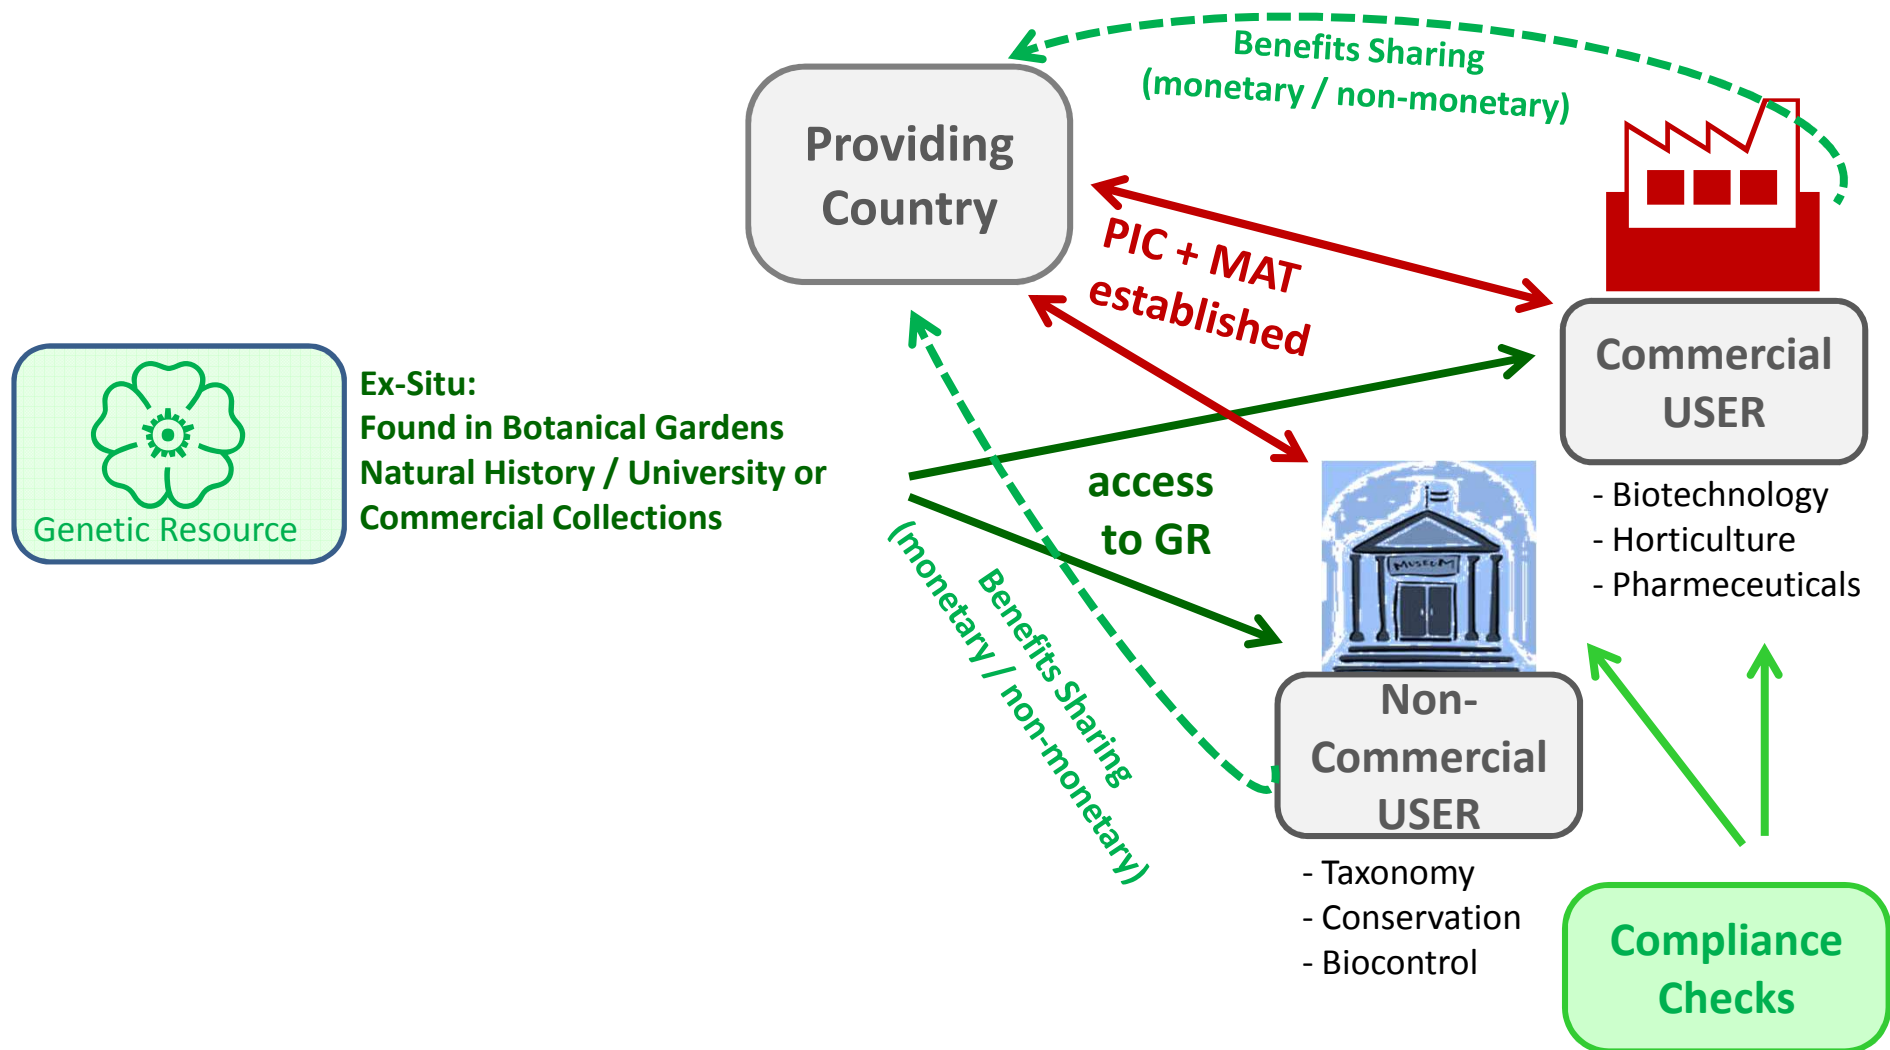 Benefits Sharing
(monetary / non-monetary)
Providing
Country
PIC + MAT
established
Commercial
USER
- Biotechnology
- Horticulture
- Pharmeceuticals
Genetic Resource
Ex-Situ:
Found in Botanical Gardens
Natural History / University or
Commercial Collections
access
to GR
Benefits Sharing
(monetary / non-monetary)
MUSEUM
Non-
Commercial
USER
- Taxonomy
- Conservation
- Biocontrol
Compliance
Checks